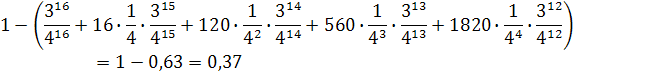 1 − (3^16/4^16 + 16 · 1/4 · 3^15/4^15 + 120 · 1/4^2 · 3^14/4^14 + 560 · 1/4^3 · 3^13/4^13 + 1820 · 1/4^4 · 3^12/4^12)
= 1 − 0,63 = 0,37